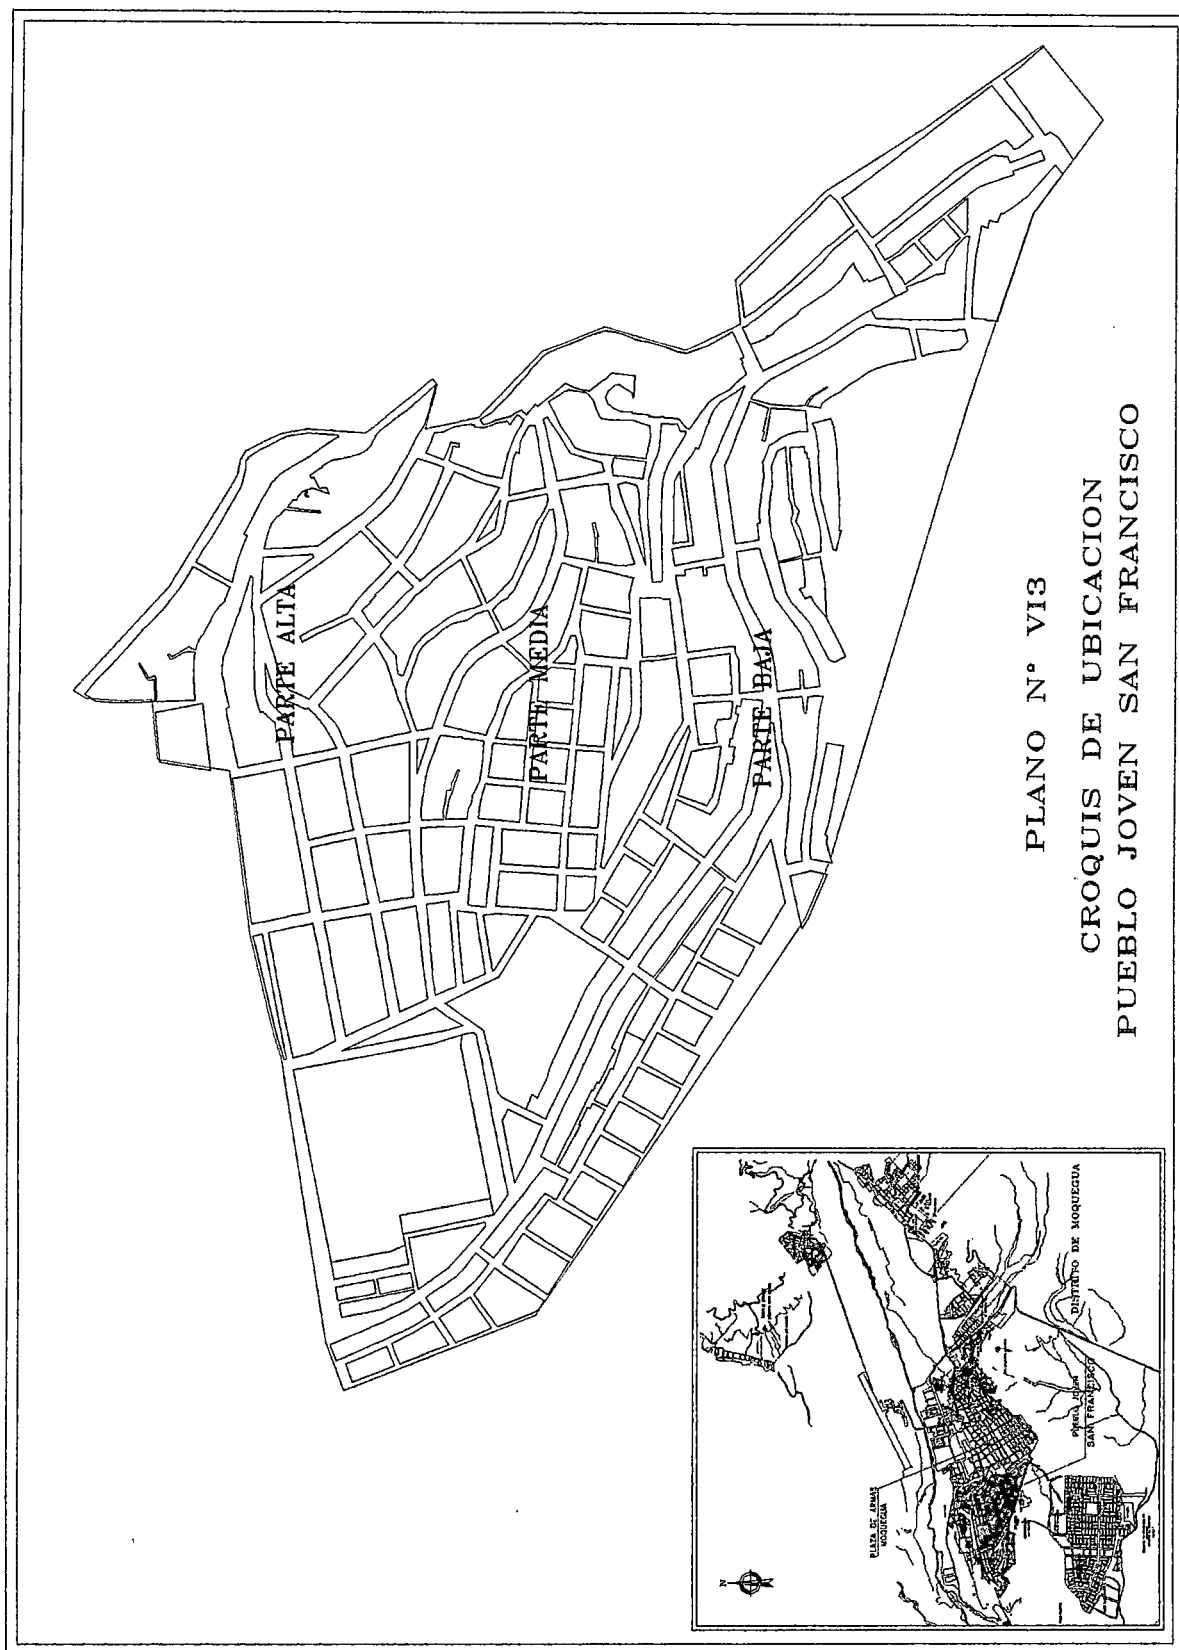 PARTE ALTA
PARTE MEDIA
PARTE BAJA
PLANO N° VI3
CROQUIS DE UBICACION
PUEBLO JOVEN SAN FRANCISCO
N
PLAZA DE ARMAS
MOQUEGUA
PUEBLO JOVEN
SAN FRANCISCO
DISTRITO DE MOQUEGUA